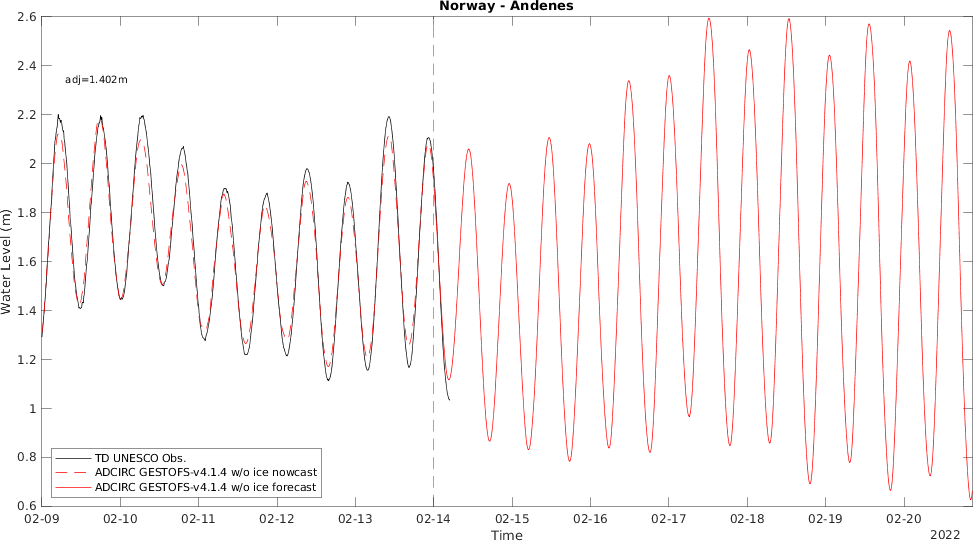 Norway - Andenes
2.6
2.4
2.2
2
1.8
1.6
1.4
1.2
1
0.8
0.6
Water Level (m)
adj=1.402m
TD UNESCO Obs.
ADCIRC GESTOFS-v4.1.4 w/o ice nowcast
ADCIRC GESTOFS-v4.1.4 w/o ice forecast
02-09 02-10 02-11 02-12 02-13 02-14 02-15 02-16 02-17 02-18 02-19 02-20
Time
2022